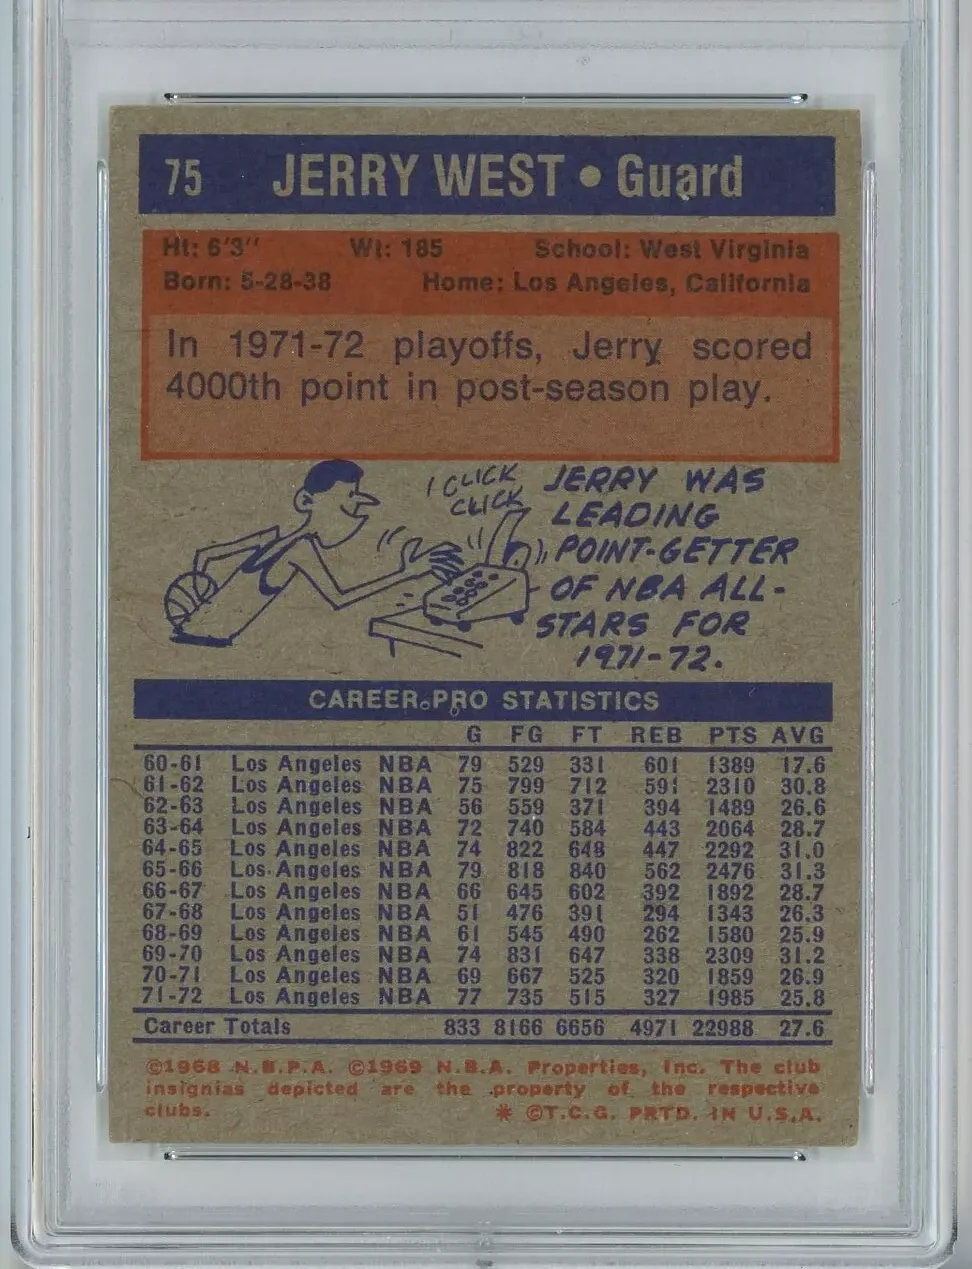 75 JERRY WEST • Guard
Ht: 6'3" Wt: 185 School: West Virginia
Born: 5-28-38 Home: Los Angeles, California
In 1971-72 playoffs, Jerry scored
4000th point in post-season play.
CLICK
CLICK
JERRY WAS
LEADING
POINT-GETTER
OF NBA ALL-
STARS FOR
1971-72.
CAREER PRO STATISTICS
G FG FT REB PTS AVG
60-61 Los Angeles NBA 79 529 331 601 1389 17.6
61-62 Los Angeles NBA 75 799 712 591 2310 30.8
62-63 Los Angeles NBA 56 559 371 394 1489 26.6
63-64 Los Angeles NBA 72 740 584 443 2064 28.7
64-65 Los Angeles NBA 74 822 648 447 2292 31.0
65-66 Los Angeles NBA 79 818 840 562 2476 31.3
66-67 Los Angeles NBA 66 645 602 392 1892 28.7
67-68 Los Angeles NBA 51 476 391 294 1343 26.3
68-69 Los Angeles NBA 61 545 490 262 1580 25.9
69-70 Los Angeles NBA 74 831 647 338 2309 31.2
70-71 Los Angeles NBA 69 667 525 320 1859 26.9
71-72 Los Angeles NBA 77 735 515 327 1985 25.8
Career Totals 833 8166 6656 4971 22988 27.6
©1968 N.B.P.A. ©1969 N.B.A. Properties, Inc. The club
insignias depicted are the property of the respective
clubs. * ©T.C.G. PRTD. IN U.S.A.